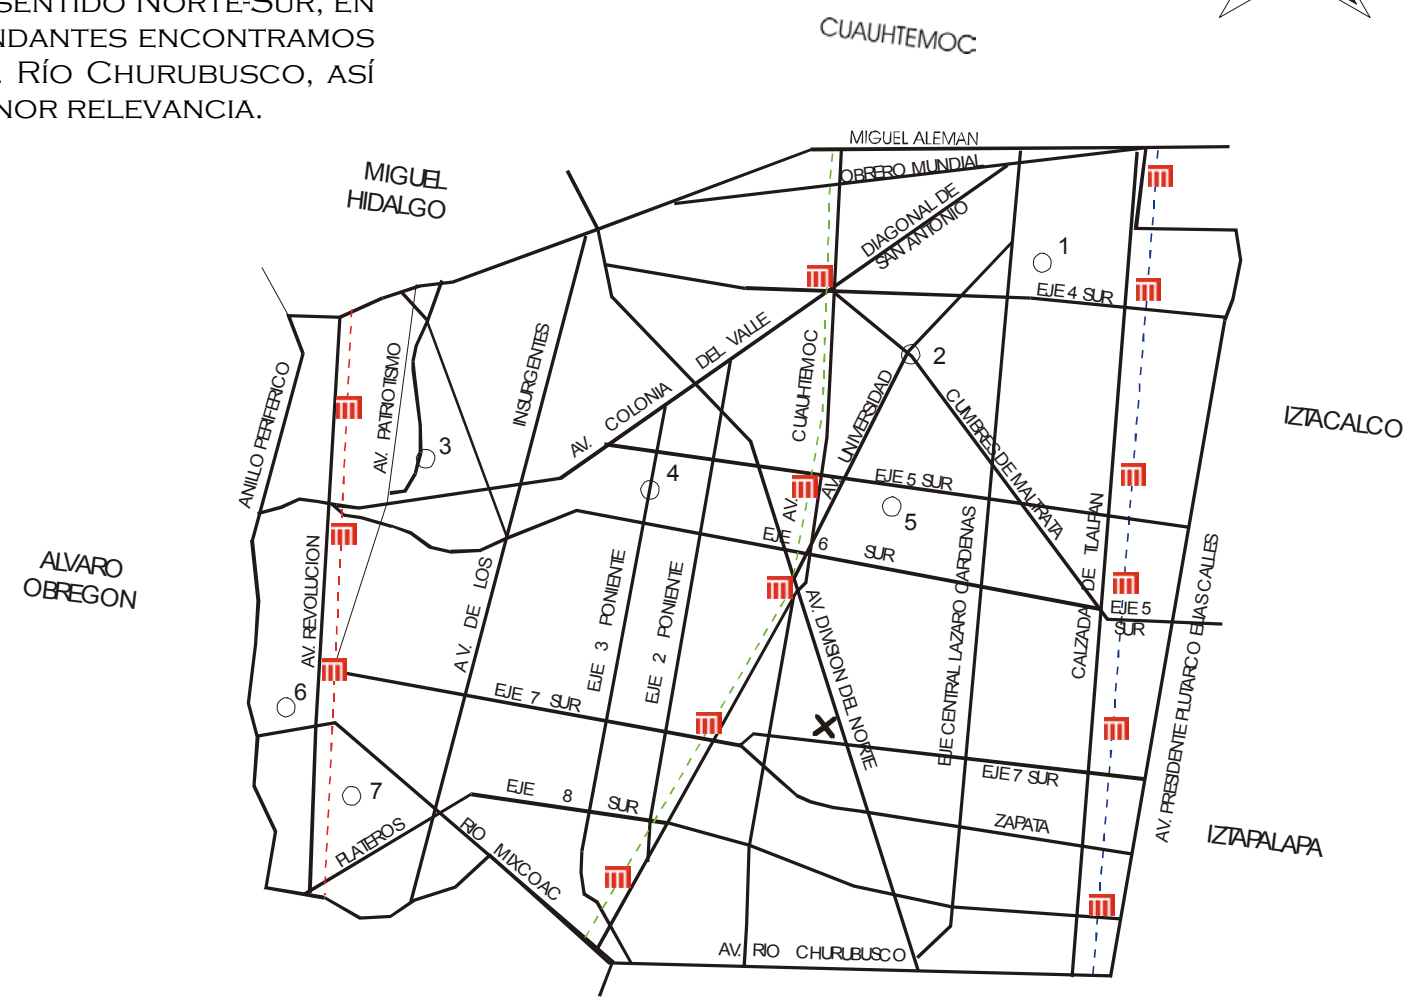 SENTIDO NORTE-SUR, EN
NDANTES ENCONTRAMOS
. RÍO CHURUBUSCO, ASÍ
NOR RELEVANCIA.
CUAUHTEMOC
MIGUEL ALEMAN
OBRERO MUNDIAL
MIGUEL
HIDALGO
DIAGONAL DE
SAN ANTONIO
1
EJE 4 SUR
INSURGENTES
DEL VALLE
AV. COLONIA
CUAUHTEMOC
AV.
2
AV. UNIVERSIDAD
CUMBRES DE MALTRATA
AV. PATRIOTISMO
ANILLO PERIFERICO
3
4
EJE 5 SUR
5
IZTACALCO
EJE 6 SUR
ALVARO
OBREGON
AV. REVOLUCION
AV. DE LOS
EJE 3 PONIENTE
EJE 2 PONIENTE
AV. DIVISION DEL NORTE
EJE CENTRAL LAZARO CARDENAS
CALZADA DE TLALPAN
EJE 5
SUR
AV. PRESIDENTE PLUTARCO ELIAS CALLES
6
EJE 7 SUR
EJE 7 SUR
7
EJE 8 SUR
ZAPATA
PLATEROS
RIO MIXCOAC
IZTAPALAPA
AV. RIO CHURUBUSCO